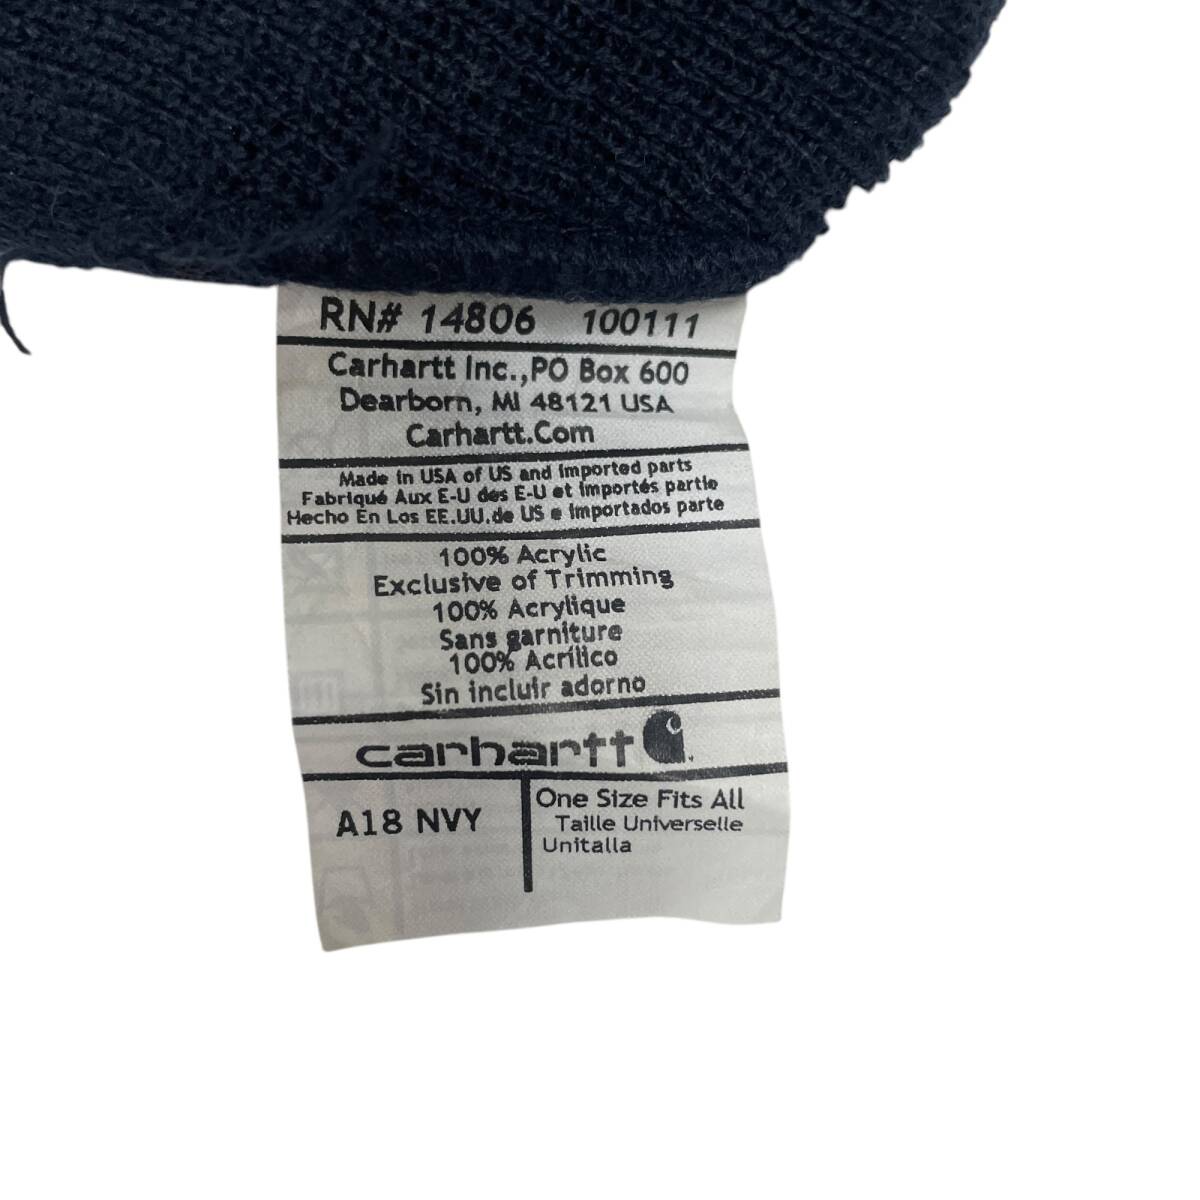 RN# 14806 100111
Carhartt Inc.,PO Box 600
Dearborn, MI 48121 USA
Carhartt.Com
Made in USA of US and imported parts
Fabriqué Aux E-U des E-U et importés partie
Hecho En Los EE.UU.de US e importados parte
100% Acrylic
Exclusive of Trimming
100% Acrylique
Sans garniture
100% Acrílico
Sin incluir adorno
carhartt
A18 NVY
One Size Fits All
Taille Universelle
Unitalla